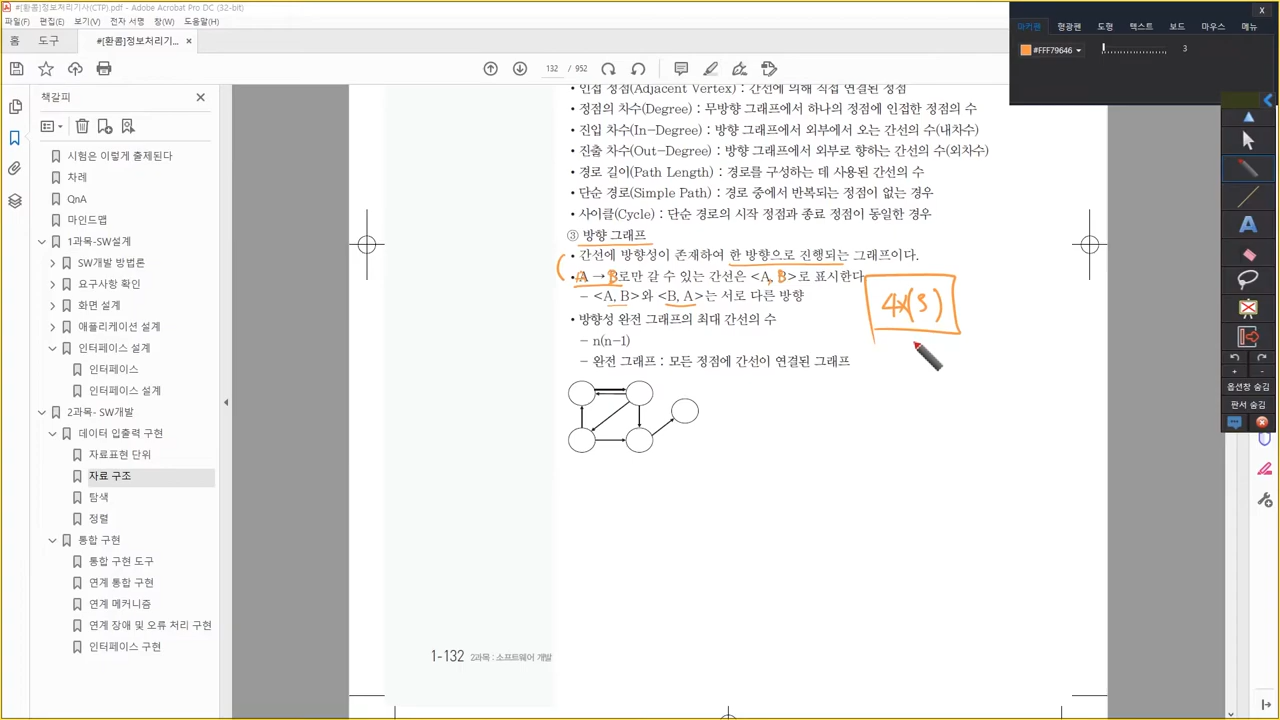 #[환콤]정보처리기사(CTP).pdf - Adobe Acrobat Pro DC (32-bit)
파일(F) 편집(E) 보기(V) 전자 서명 창(W) 도움말(H)
홈 도구 #[환콤]정보처리기... ×
132 / 952
책갈피
시험은 이렇게 출제된다
차례
QnA
마인드맵
1과목-SW설계
SW개발 방법론
요구사항 확인
화면 설계
애플리케이션 설계
인터페이스 설계
인터페이스
인터페이스 설계
2과목- SW개발
데이터 입출력 구현
자료표현 단위
자료 구조
탐색
정렬
통합 구현
통합 구현 도구
연계 통합 구현
연계 메커니즘
연계 장애 및 오류 처리 구현
인터페이스 구현
• 인접 정점(Adjacent Vertex) : 간선에 의해 직접 연결된 정점
• 정점의 차수(Degree) : 무방향 그래프에서 하나의 정점에 인접한 정점의 수
• 진입 차수(In-Degree) : 방향 그래프에서 외부에서 오는 간선의 수(내차수)
• 진출 차수(Out-Degree) : 방향 그래프에서 외부로 향하는 간선의 수(외차수)
• 경로 길이(Path Length) : 경로를 구성하는 데 사용된 간선의 수
• 단순 경로(Simple Path) : 경로 중에서 반복되는 정점이 없는 경우
• 사이클(Cycle) : 단순 경로의 시작 정점과 종료 정점이 동일한 경우
③ 방향 그래프
• 간선에 방향성이 존재하여 한 방향으로 진행되는 그래프이다.
• A → B로만 갈 수 있는 간선은 <A, B>로 표시한다
− <A, B>와 <B, A>는 서로 다른 방향
4x(3)
• 방향성 완전 그래프의 최대 간선의 수
− n(n−1)
− 완전 그래프 : 모든 정점에 간선이 연결된 그래프
1-132 2과목 : 소프트웨어 개발
X
마커펜 형광펜 도형 텍스트 보드 마우스 메뉴
#FFF79646 3
A
- +
옵션창 숨김
판서 숨김